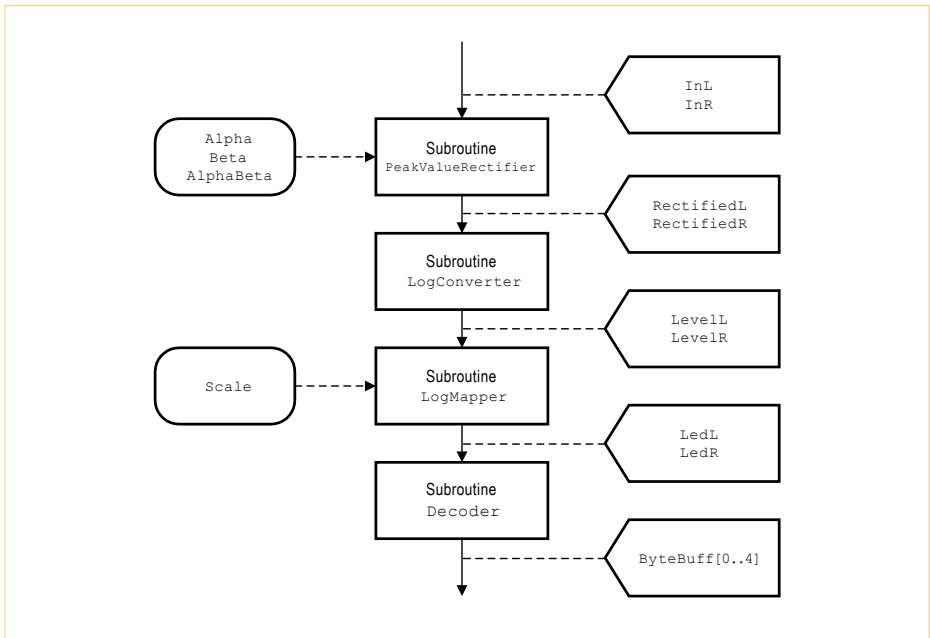 InL
InR
Alpha
Beta
AlphaBeta
Subroutine
PeakValueRectifier
RectifiedL
RectifiedR
Subroutine
LogConverter
LevelL
LevelR
Scale
Subroutine
LogMapper
LedL
LedR
Subroutine
Decoder
ByteBuff[0..4]